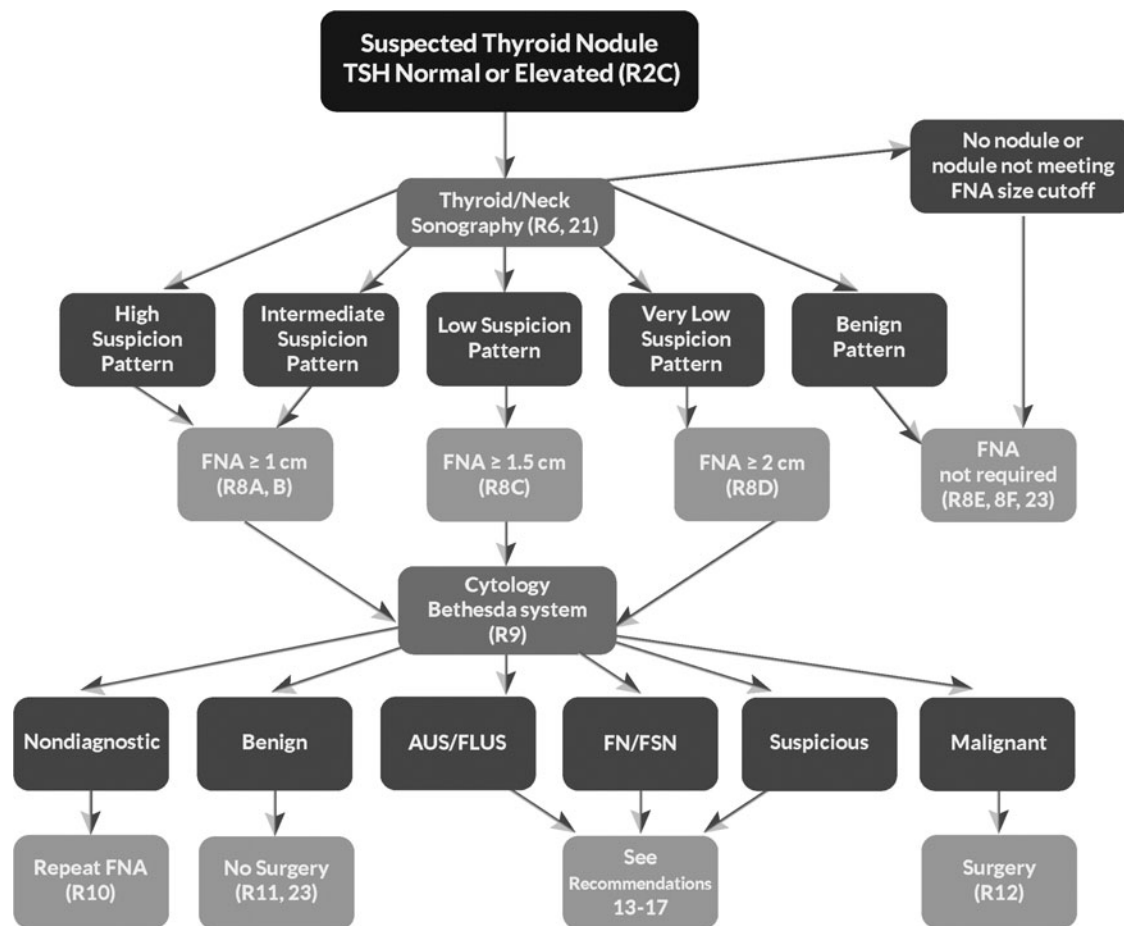 Suspected Thyroid Nodule
TSH Normal or Elevated (R2C)
No nodule or
nodule not meeting
FNA size cutoff
Thyroid/Neck
Sonography (R6, 21)
High
Suspicion
Pattern
Intermediate
Suspicion
Pattern
Low Suspicion
Pattern
Very Low
Suspicion
Pattern
Benign
Pattern
FNA ≥ 1 cm
(R8A, B)
FNA ≥ 1.5 cm
(R8C)
FNA ≥ 2 cm
(R8D)
FNA
not required
(R8E, 8F, 23)
Cytology
Bethesda system
(R9)
Nondiagnostic
Benign
AUS/FLUS
FN/FSN
Suspicious
Malignant
Repeat FNA
(R10)
No Surgery
(R11, 23)
See
Recommendations
13-17
Surgery
(R12)